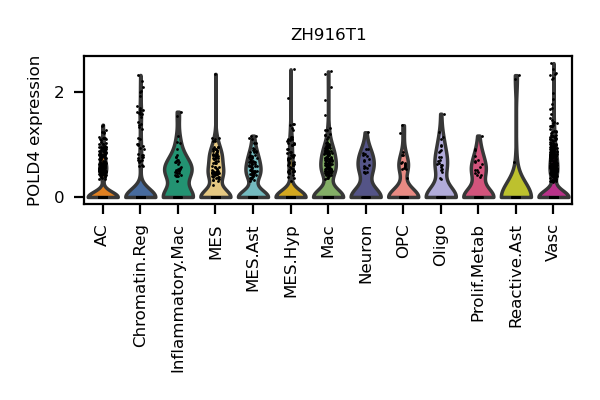 ZH916T1
POLD4 expression
2
0
AC
Chromatin.Reg
Inflammatory.Mac
MES
MES.Ast
MES.Hyp
Mac
Neuron
OPC
Oligo
Prolif.Metab
Reactive.Ast
Vasc